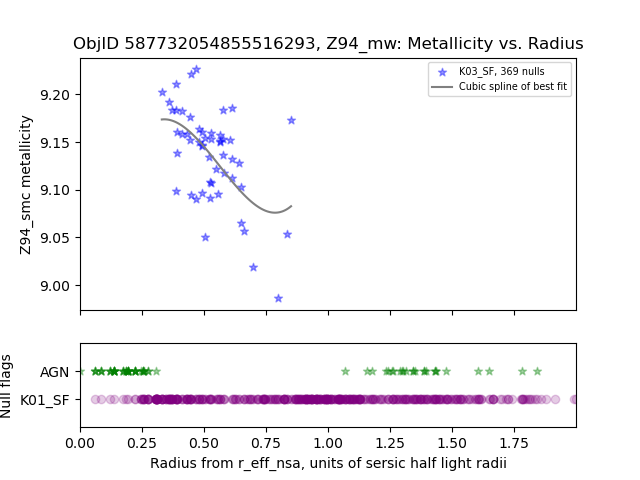 ObjID 587732054855516293, Z94_mw: Metallicity vs. Radius
K03_SF, 369 nulls
Cubic spline of best fit
Z94_smc metallicity
9.20
9.15
9.10
9.05
9.00
Null flags
AGN
K01_SF
0.00 0.25 0.50 0.75 1.00 1.25 1.50 1.75
Radius from r_eff_nsa, units of sersic half light radii